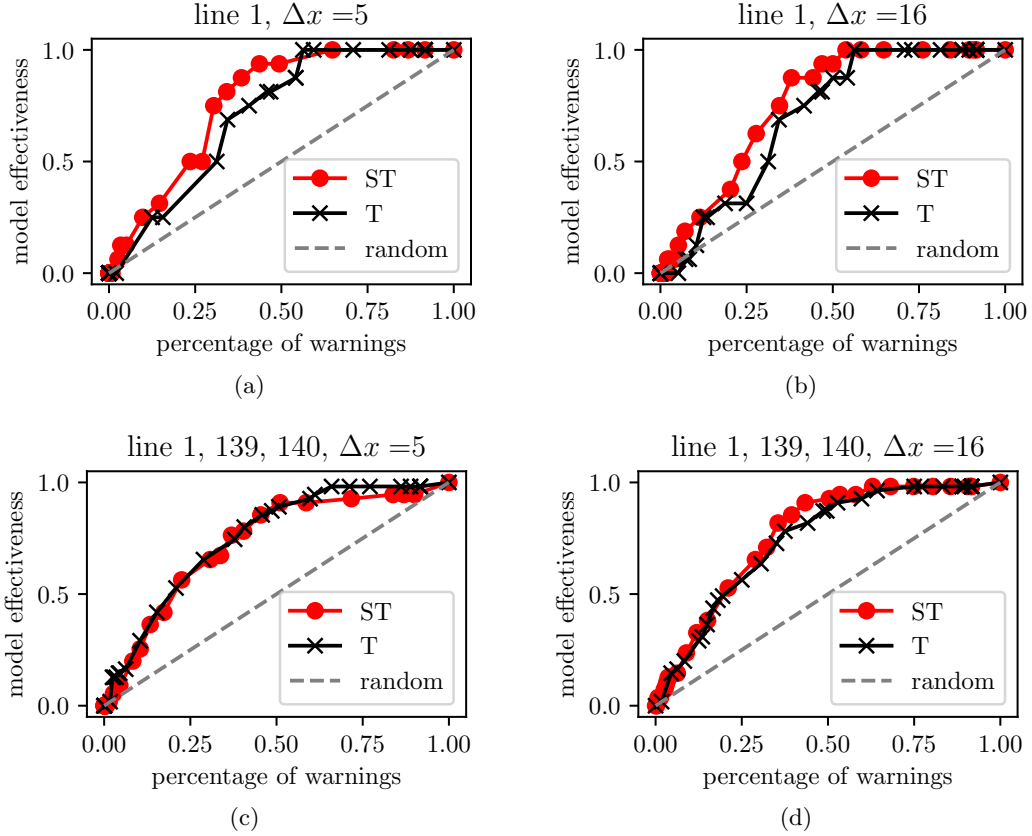 line 1, Δx =5
model effectiveness
1.0
0.5
0.0
ST
T
random
0.00 0.25 0.50 0.75 1.00
percentage of warnings
(a)
line 1, Δx =16
model effectiveness
1.0
0.5
0.0
ST
T
random
0.00 0.25 0.50 0.75 1.00
percentage of warnings
(b)
line 1, 139, 140, Δx =5
model effectiveness
1.0
0.5
0.0
ST
T
random
0.00 0.25 0.50 0.75 1.00
percentage of warnings
(c)
line 1, 139, 140, Δx =16
model effectiveness
1.0
0.5
0.0
ST
T
random
0.00 0.25 0.50 0.75 1.00
percentage of warnings
(d)